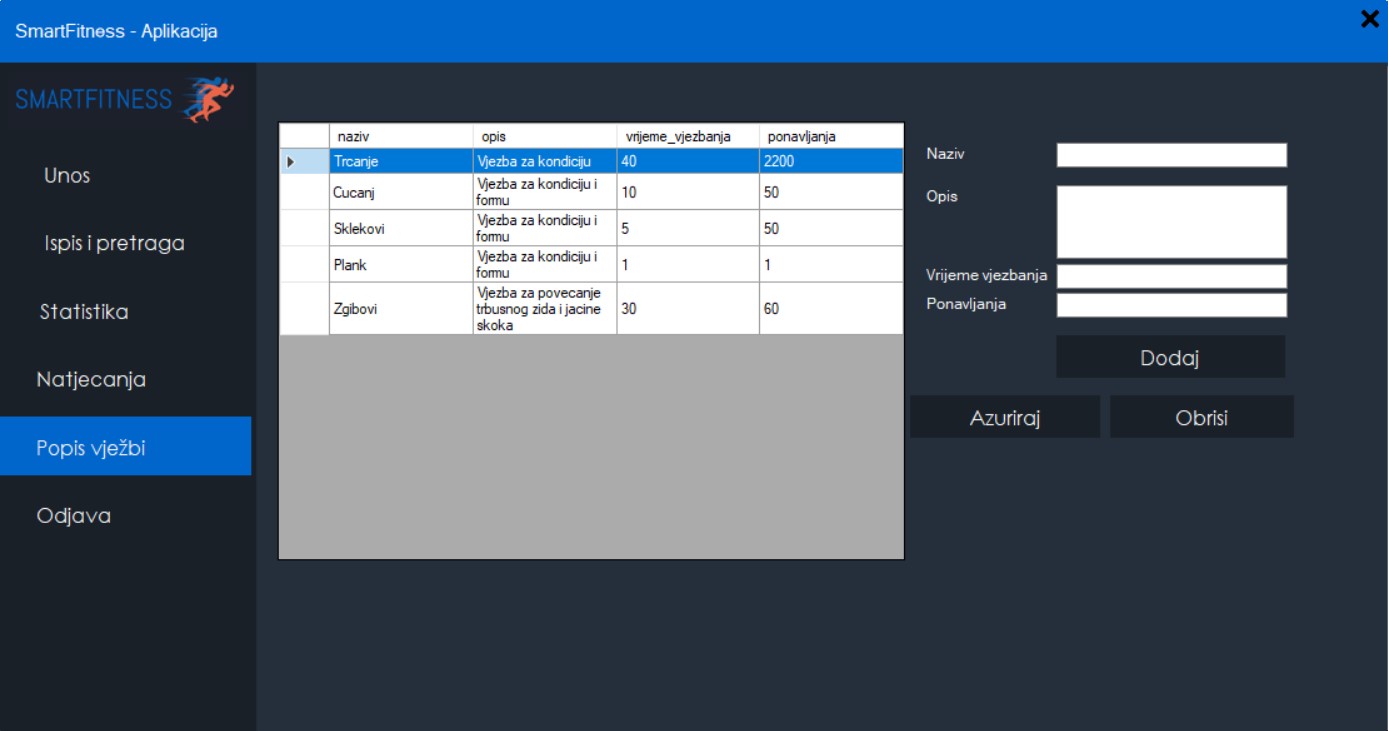 SmartFitness - Aplikacija
SMARTFITNESS
Unos
Ispis i pretraga
Statistika
Natjecanja
Popis vježbi
Odjava
naziv opis vrijeme_vjezbanja ponavljanja
Trcanje Vjezba za kondiciju 40 2200
Cucanj Vjezba za kondiciju i
formu 10 50
Sklekovi Vjezba za kondiciju i
formu 5 50
Plank Vjezba za kondiciju i
formu 1 1
Zgibovi Vjezba za povecanje
trbusnog zida i jacine
skoka 30 60
Naziv
Opis
Vrijeme vjezbanja
Ponavljanja
Dodaj
Azuriraj Obrisi